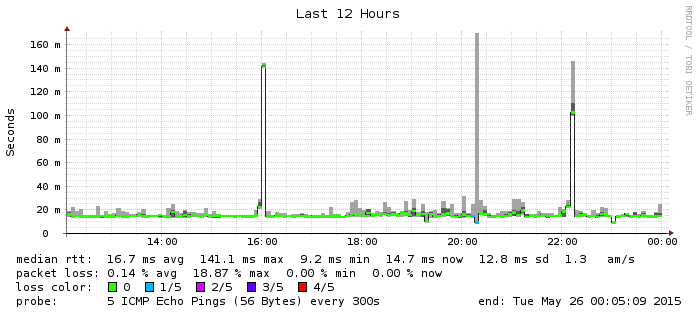 Last 12 Hours
RRDTOOL / TOBI OETIKER
Seconds
160 m
140 m
120 m
100 m
80 m
60 m
40 m
20 m
0
14:00 16:00 18:00 20:00 22:00 00:00
median rtt: 16.7 ms avg 141.1 ms max 9.2 ms min 14.7 ms now 12.8 ms sd 1.3 am/s
packet loss: 0.14 % avg 18.87 % max 0.00 % min 0.00 % now
loss color: 0 1/5 2/5 3/5 4/5
probe: 5 ICMP Echo Pings (56 Bytes) every 300s end: Tue May 26 00:05:09 2015